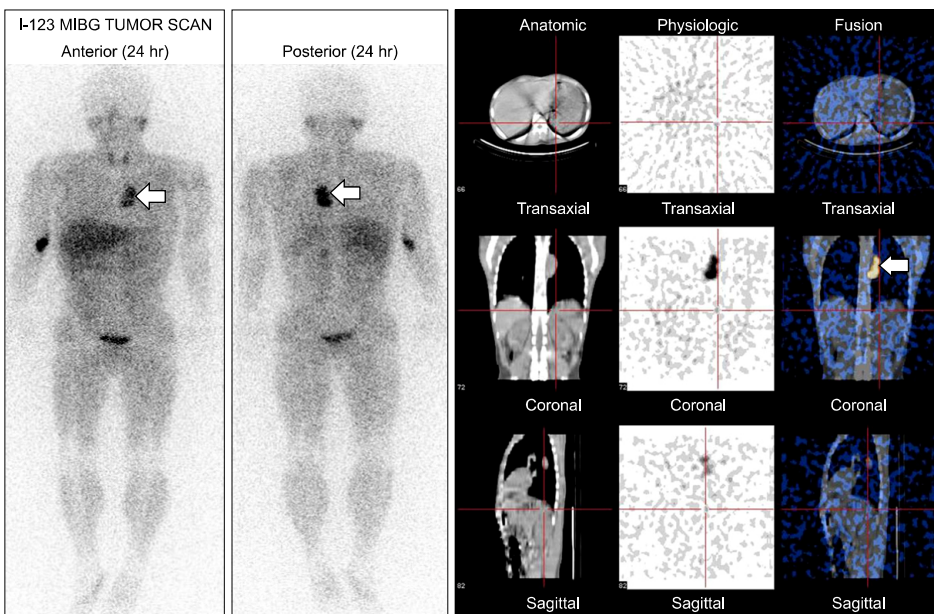 I-123 MIBG TUMOR SCAN
Anterior (24 hr)
Posterior (24 hr)
Anatomic
Physiologic
Fusion
66
66
Transaxial
Transaxial
Transaxial
72
72
Coronal
Coronal
Coronal
82
82
Sagittal
Sagittal
Sagittal